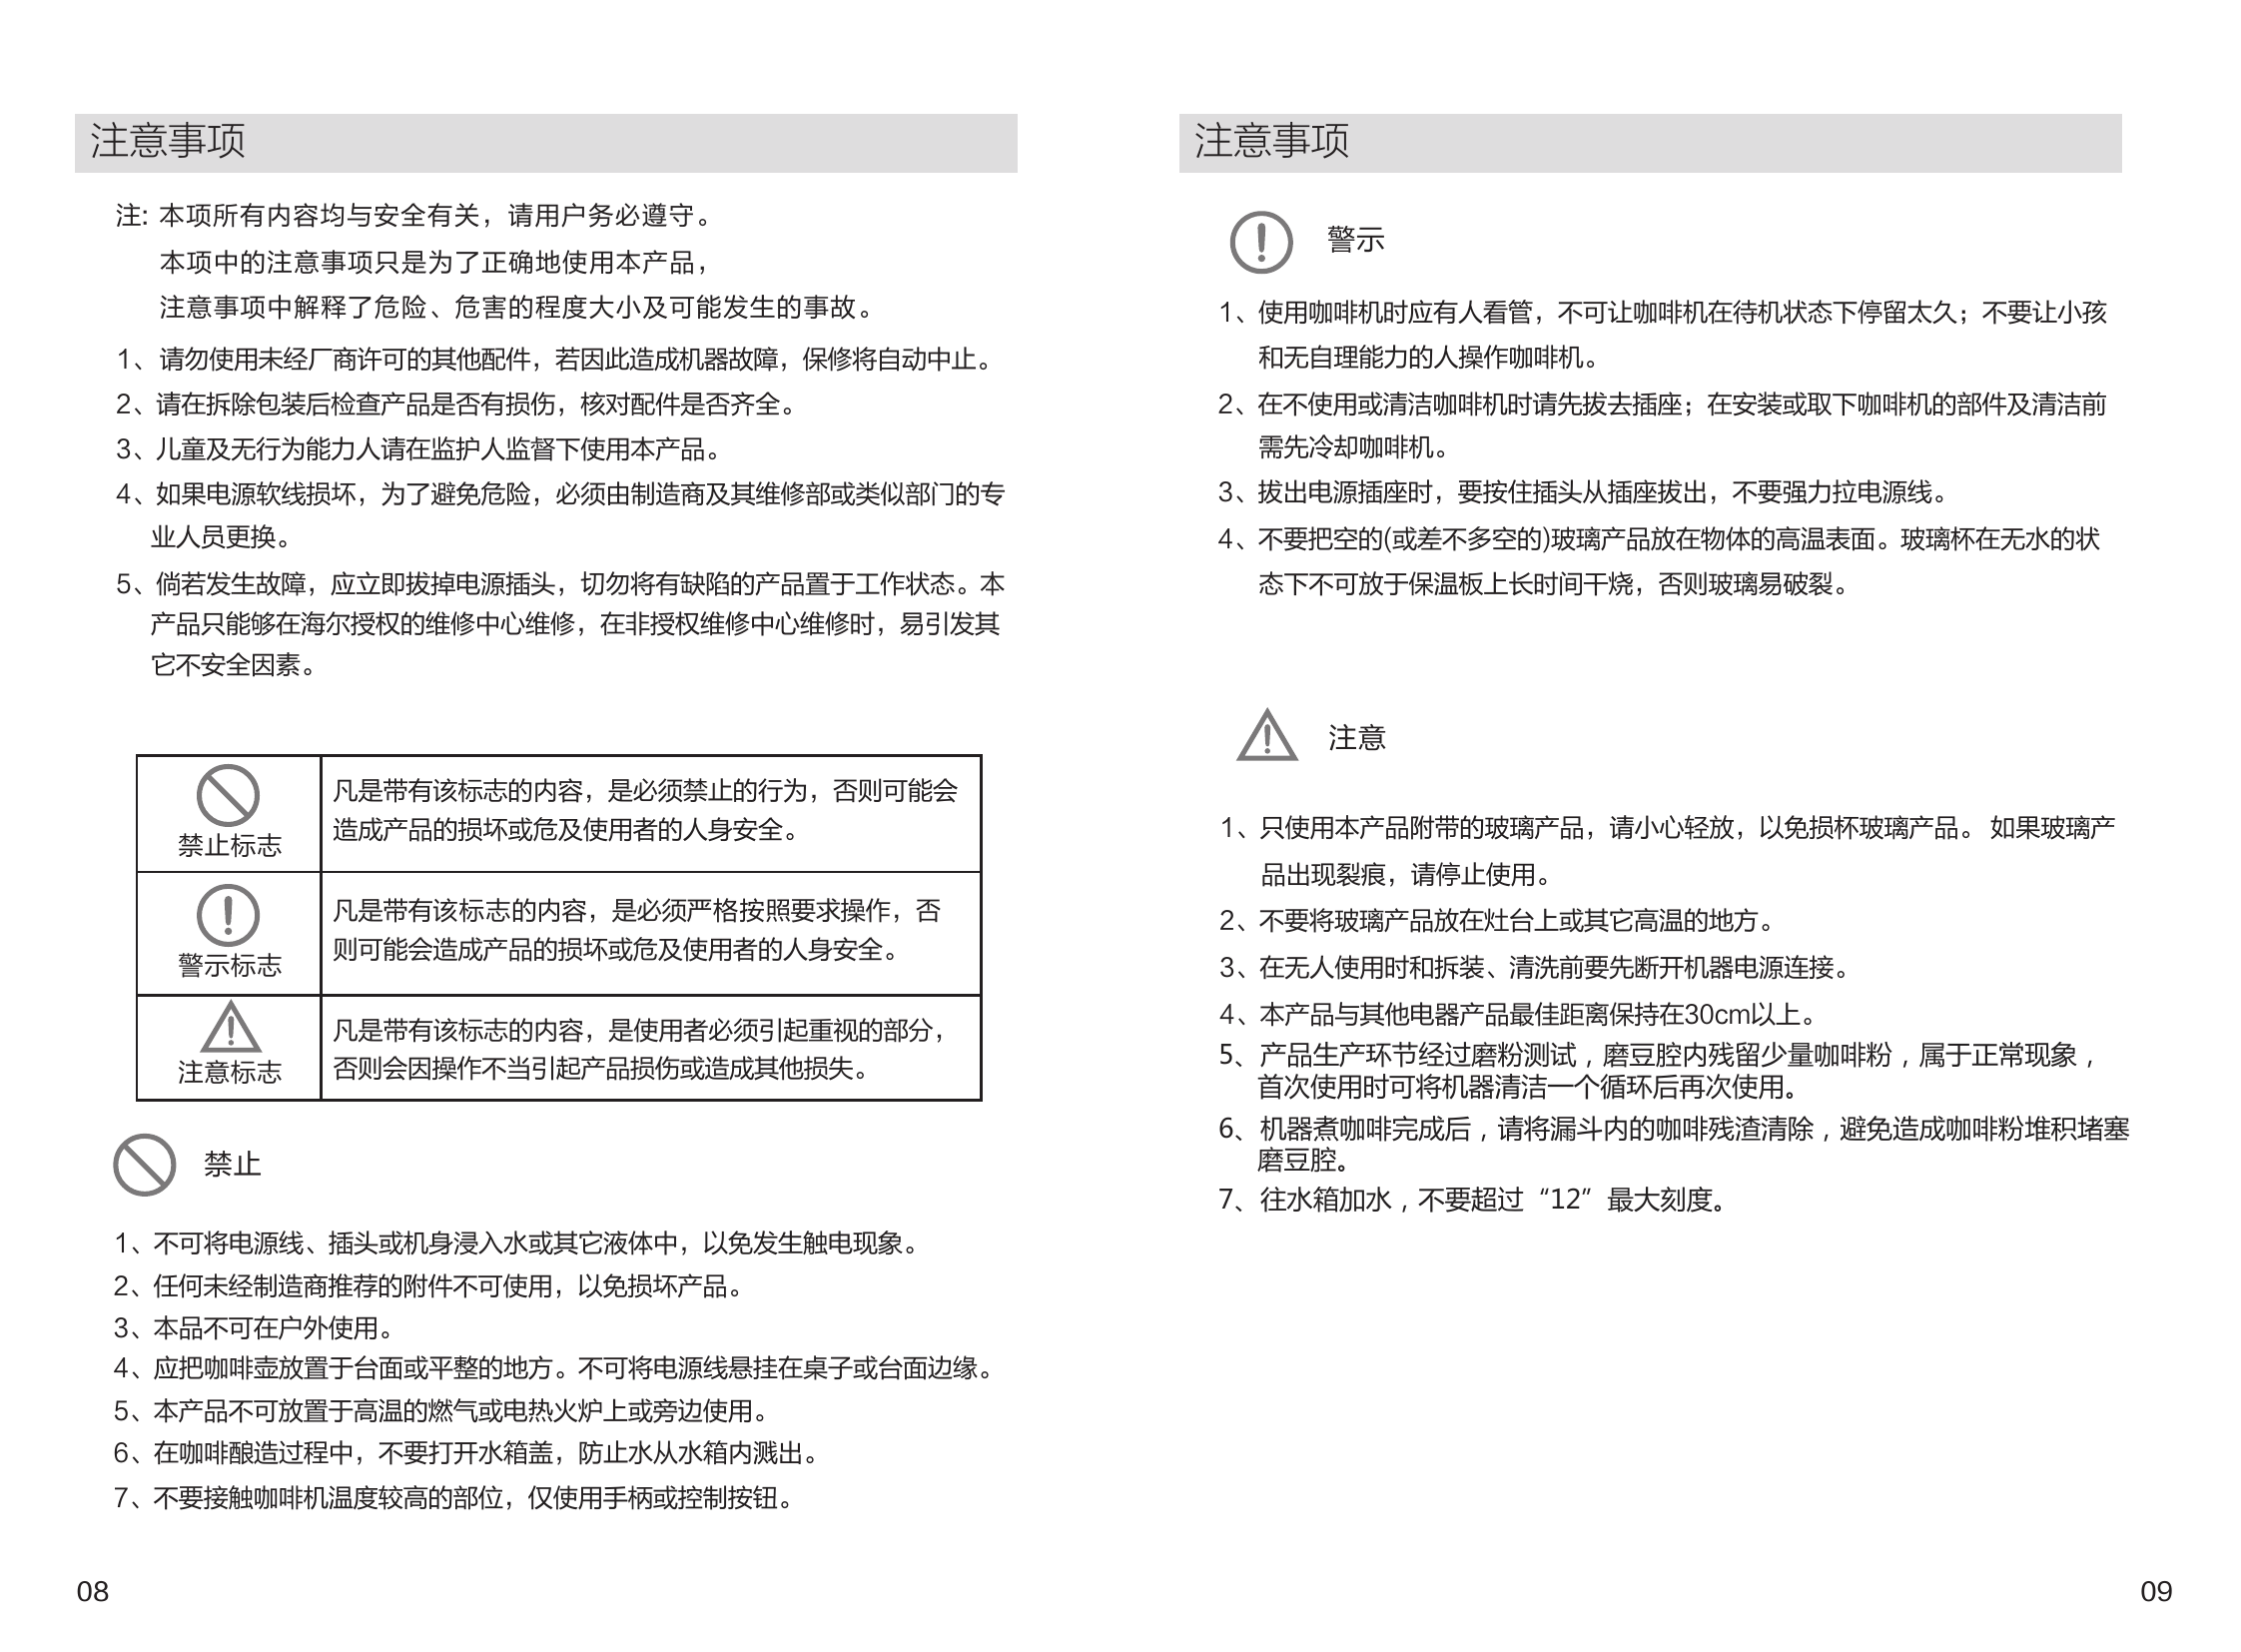 注意事项
注: 本项所有内容均与安全有关，请用户务必遵守。
本项中的注意事项只是为了正确地使用本产品，
注意事项中解释了危险、危害的程度大小及可能发生的事故。
1、请勿使用未经厂商许可的其他配件，若因此造成机器故障，保修将自动中止。
2、请在拆除包装后检查产品是否有损伤，核对配件是否齐全。
3、儿童及无行为能力人请在监护人监督下使用本产品。
4、如果电源软线损坏，为了避免危险，必须由制造商及其维修部或类似部门的专
业人员更换。
5、倘若发生故障，应立即拔掉电源插头，切勿将有缺陷的产品置于工作状态。本
产品只能够在海尔授权的维修中心维修，在非授权维修中心维修时，易引发其
它不安全因素。
禁止标志
凡是带有该标志的内容，是必须禁止的行为，否则可能会
造成产品的损坏或危及使用者的人身安全。
警示标志
凡是带有该标志的内容，是必须严格按照要求操作，否
则可能会造成产品的损坏或危及使用者的人身安全。
注意标志
凡是带有该标志的内容，是使用者必须引起重视的部分，
否则会因操作不当引起产品损伤或造成其他损失。
禁止
1、不可将电源线、插头或机身浸入水或其它液体中，以免发生触电现象。
2、任何未经制造商推荐的附件不可使用，以免损坏产品。
3、本品不可在户外使用。
4、应把咖啡壶放置于台面或平整的地方。不可将电源线悬挂在桌子或台面边缘。
5、本产品不可放置于高温的燃气或电热火炉上或旁边使用。
6、在咖啡酿造过程中，不要打开水箱盖，防止水从水箱内溅出。
7、不要接触咖啡机温度较高的部位，仅使用手柄或控制按钮。
08
注意事项
警示
1、使用咖啡机时应有人看管，不可让咖啡机在待机状态下停留太久；不要让小孩
和无自理能力的人操作咖啡机。
2、在不使用或清洁咖啡机时请先拔去插座；在安装或取下咖啡机的部件及清洁前
需先冷却咖啡机。
3、拔出电源插座时，要按住插头从插座拔出，不要强力拉电源线。
4、不要把空的(或差不多空的)玻璃产品放在物体的高温表面。玻璃杯在无水的状
态下不可放于保温板上长时间干烧，否则玻璃易破裂。
注意
1、只使用本产品附带的玻璃产品，请小心轻放，以免损杯玻璃产品。 如果玻璃产
品出现裂痕，请停止使用。
2、不要将玻璃产品放在灶台上或其它高温的地方。
3、在无人使用时和拆装、清洗前要先断开机器电源连接。
4、本产品与其他电器产品最佳距离保持在30cm以上。
5、产品生产环节经过磨粉测试，磨豆腔内残留少量咖啡粉，属于正常现象，
首次使用时可将机器清洁一个循环后再次使用。
6、机器煮咖啡完成后，请将漏斗内的咖啡残渣清除，避免造成咖啡粉堆积堵塞
磨豆腔。
7、往水箱加水，不要超过“12”最大刻度。
09